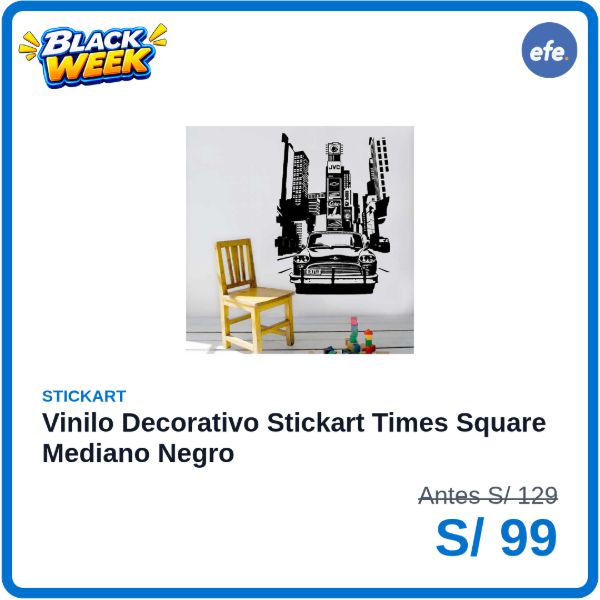 BLACK
WEEK
efe.
JVC
STICKART
Vinilo Decorativo Stickart Times Square
Mediano Negro
Antes S/ 129
S/ 99